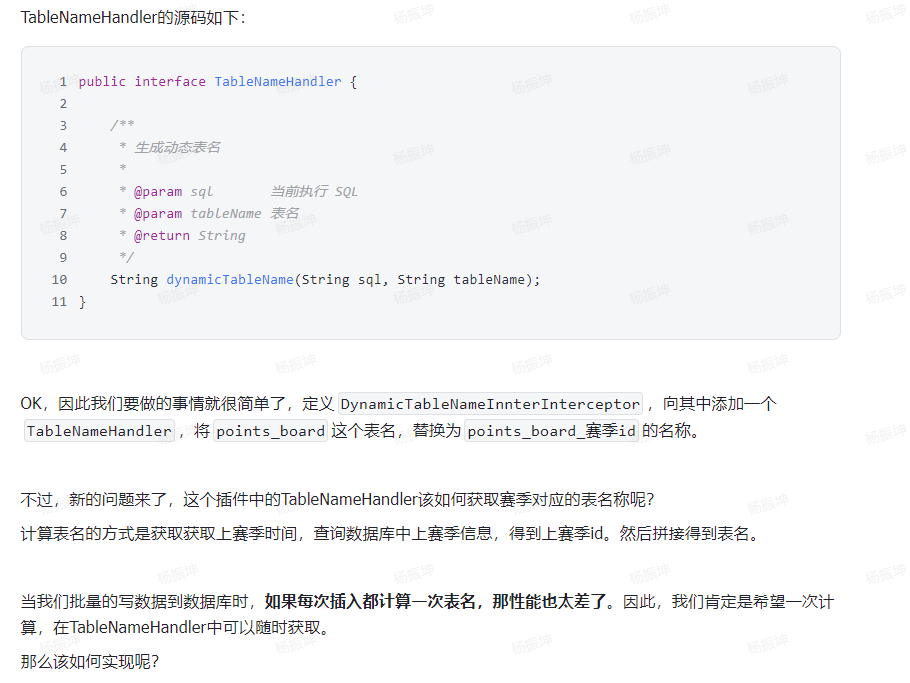 TableNameHandler的源码如下：
1 public interface TableNameHandler {
2
3     /**
4      * 生成动态表名
5      *
6      * @param sql       当前执行 SQL
7      * @param tableName 表名
8      * @return String
9      */
10     String dynamicTableName(String sql, String tableName);
11 }
OK，因此我们要做的事情就很简单了，定义 DynamicTableNameInnterInterceptor ，向其中添加一个
TableNameHandler ，将 points_board 这个表名，替换为 points_board_赛季id 的名称。
不过，新的问题来了，这个插件中的TableNameHandler该如何获取赛季对应的表名称呢？
计算表名的方式是获取获取上赛季时间，查询数据库中上赛季信息，得到上赛季id。然后拼接得到表名。
当我们批量的写数据到数据库时，如果每次插入都计算一次表名，那性能也太差了。因此，我们肯定是希望一次计
算，在TableNameHandler中可以随时获取。
那么该如何实现呢？
杨振坤